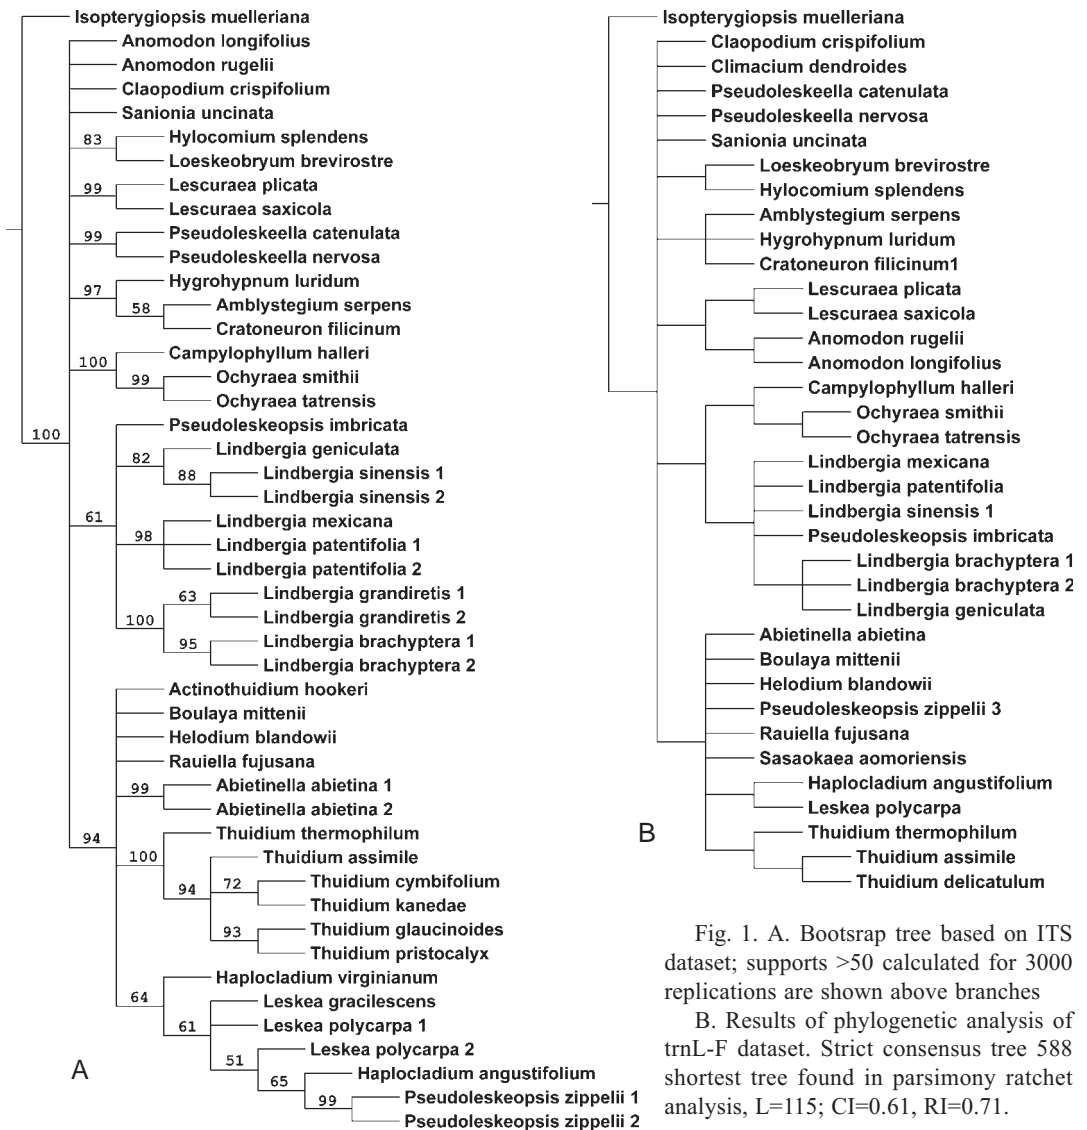 Isopterygiopsis muelleriana
Anomodon longifolius
Anomodon rugelii
Claopodium crispifolium
Sanionia uncinata
83
Hylocomium splendens
Loeskeobryum brevirostre
99
Lescuraea plicata
Lescuraea saxicola
99
Pseudoleskeella catenulata
Pseudoleskeella nervosa
97
Hygrohypnum luridum
58
Amblystegium serpens
Cratoneuron filicinum
100
Campylophyllum halleri
99
Ochyraea smithii
Ochyraea tatrensis
100
61
Pseudoleskeopsis imbricata
82
Lindbergia geniculata
88
Lindbergia sinensis 1
Lindbergia sinensis 2
98
Lindbergia mexicana
Lindbergia patentifolia 1
Lindbergia patentifolia 2
100
63
Lindbergia grandiretis 1
Lindbergia grandiretis 2
95
Lindbergia brachyptera 1
Lindbergia brachyptera 2
94
Actinothuidium hookeri
Boulaya mittenii
Helodium blandowii
Rauiella fujusana
99
Abietinella abietina 1
Abietinella abietina 2
100
Thuidium thermophilum
94
Thuidium assimile
72
Thuidium cymbifolium
Thuidium kanedae
93
Thuidium glaucinoides
Thuidium pristocalyx
64
Haplocladium virginianum
61
Leskea gracilescens
Leskea polycarpa 1
51
Leskea polycarpa 2
65
Haplocladium angustifolium
99
Pseudoleskeopsis zippelii 1
Pseudoleskeopsis zippelii 2
A
Isopterygiopsis muelleriana
Claopodium crispifolium
Climacium dendroides
Pseudoleskeella catenulata
Pseudoleskeella nervosa
Sanionia uncinata
Loeskeobryum brevirostre
Hylocomium splendens
Amblystegium serpens
Hygrohypnum luridum
Cratoneuron filicinum1
Lescuraea plicata
Lescuraea saxicola
Anomodon rugelii
Anomodon longifolius
Campylophyllum halleri
Ochyraea smithii
Ochyraea tatrensis
Lindbergia mexicana
Lindbergia patentifolia
Lindbergia sinensis 1
Pseudoleskeopsis imbricata
Lindbergia brachyptera 1
Lindbergia brachyptera 2
Lindbergia geniculata
Abietinella abietina
Boulaya mittenii
Helodium blandowii
Pseudoleskeopsis zippelii 3
Rauiella fujusana
Sasaokaea aomoriensis
Haplocladium angustifolium
Leskea polycarpa
Thuidium thermophilum
Thuidium assimile
Thuidium delicatulum
B
Fig. 1. A. Bootsrap tree based on ITS
dataset; supports >50 calculated for 3000
replications are shown above branches
B. Results of phylogenetic analysis of
trnL-F dataset. Strict consensus tree 588
shortest tree found in parsimony ratchet
analysis, L=115; CI=0.61, RI=0.71.